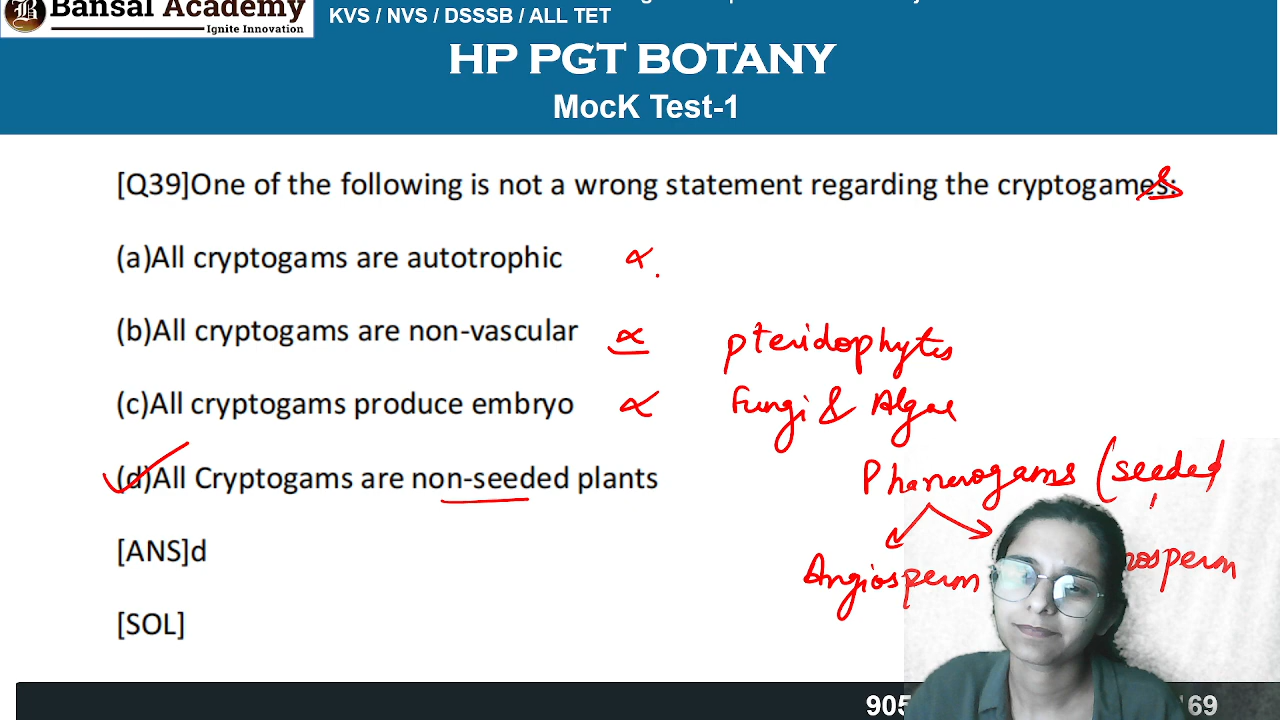 Bansal Academy
Ignite Innovation
KVS / NVS / DSSSB / ALL TET
HP PGT BOTANY
MocK Test-1
[Q39]One of the following is not a wrong statement regarding the cryptogames:
(a)All cryptogams are autotrophic
(b)All cryptogams are non-vascular pteridophytes
(c)All cryptogams produce embryo Fungi & Algae
(d)All Cryptogams are non-seeded plants
Phanerogams (seeded
[ANS]d
Angiosperm
[SOL]